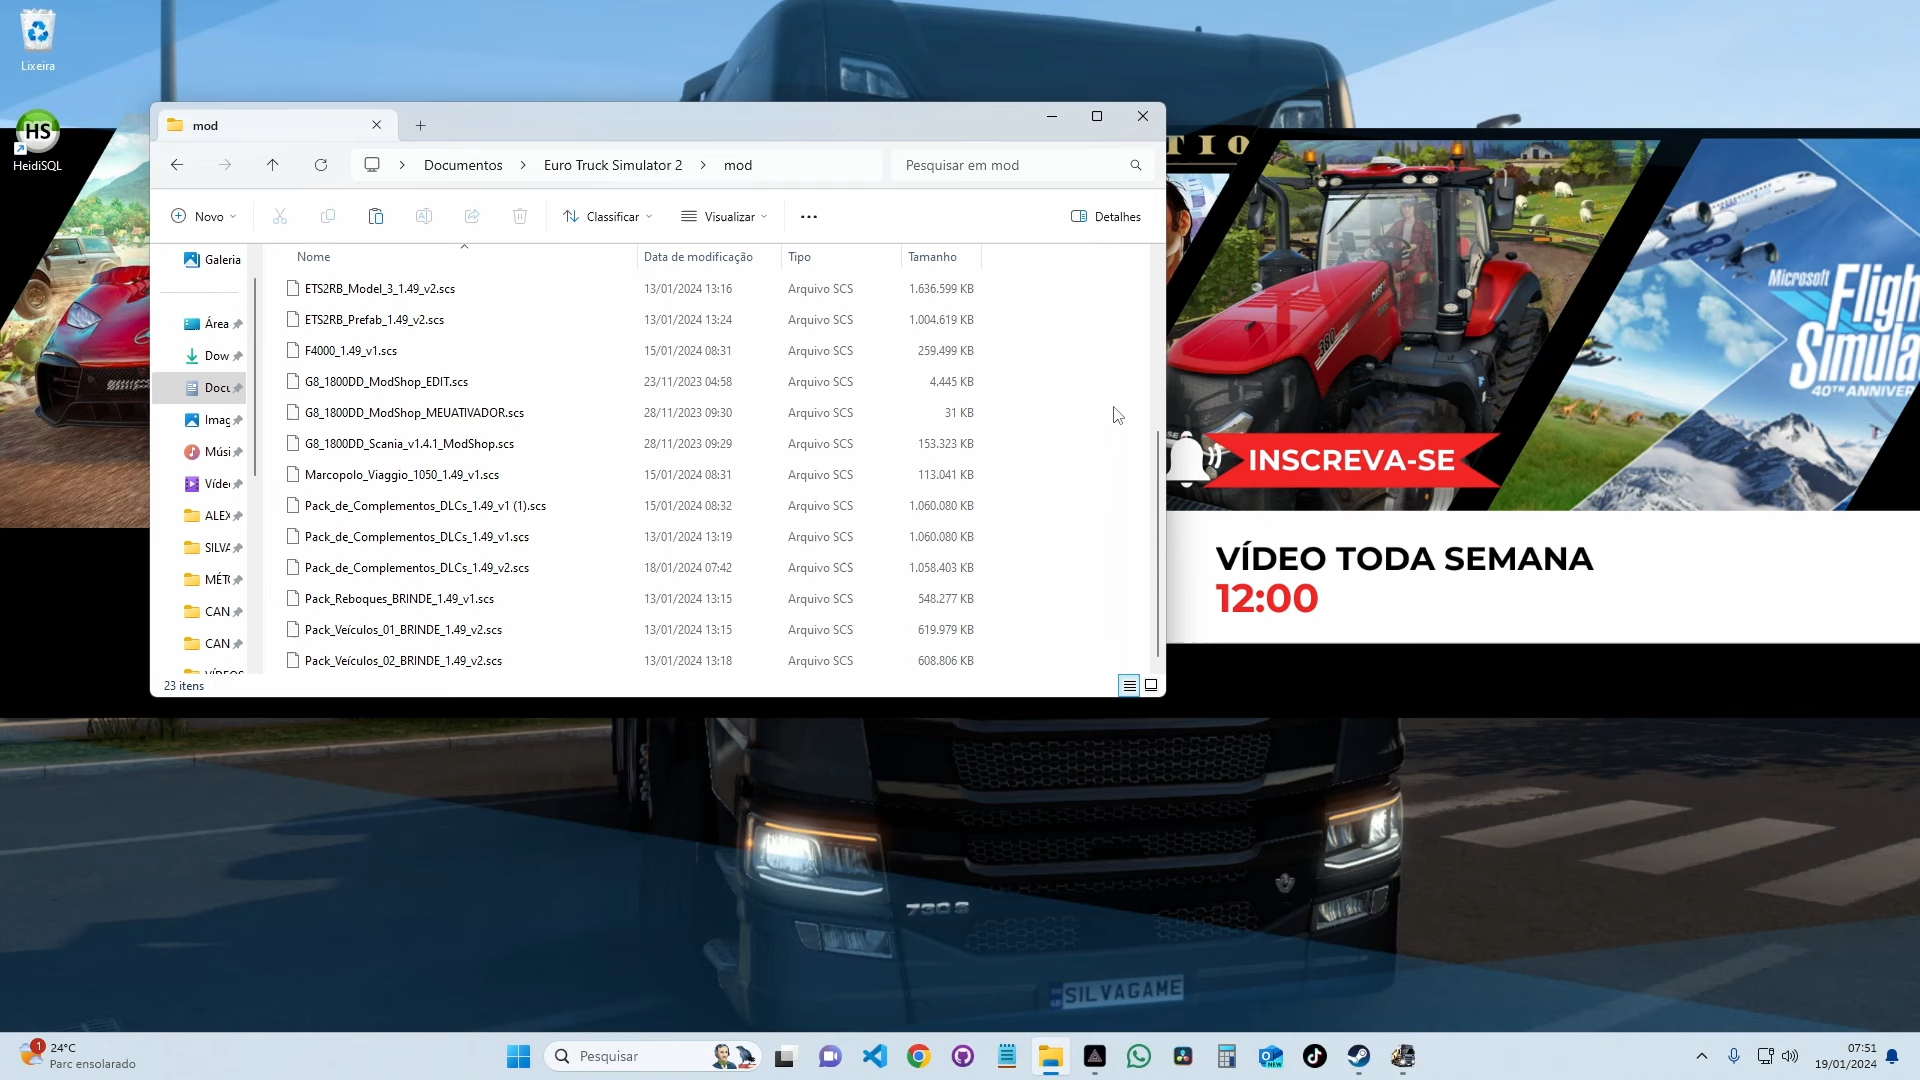 Lixeira
HS
HeidiSQL
mod
Documentos
Euro Truck Simulator 2
mod
Pesquisar em mod
Novo
Classificar
Visualizar
Detalhes
Galeria
Área
Dow
Docu
Imag
Músi
Víde
ALEX
SILVA
MÉTO
CAN
CAN
VÍDEOS
Nome
Data de modificação
Tipo
Tamanho
ETS2RB_Model_3_1.49_v2.scs 13/01/2024 13:16 Arquivo SCS 1.636.599 KB
ETS2RB_Prefab_1.49_v2.scs 13/01/2024 13:24 Arquivo SCS 1.004.619 KB
F4000_1.49_v1.scs 15/01/2024 08:31 Arquivo SCS 259.499 KB
G8_1800DD_ModShop_EDIT.scs 23/11/2023 04:58 Arquivo SCS 4.445 KB
G8_1800DD_ModShop_MEUATIVADOR.scs 28/11/2023 09:30 Arquivo SCS 31 KB
G8_1800DD_Scania_v1.4.1_ModShop.scs 28/11/2023 09:29 Arquivo SCS 153.323 KB
Marcopolo_Viaggio_1050_1.49_v1.scs 15/01/2024 08:31 Arquivo SCS 113.041 KB
Pack_de_Complementos_DLCs_1.49_v1 (1).scs 15/01/2024 08:32 Arquivo SCS 1.060.080 KB
Pack_de_Complementos_DLCs_1.49_v1.scs 13/01/2024 13:19 Arquivo SCS 1.060.080 KB
Pack_de_Complementos_DLCs_1.49_v2.scs 18/01/2024 07:42 Arquivo SCS 1.058.403 KB
Pack_Reboques_BRINDE_1.49_v1.scs 13/01/2024 13:15 Arquivo SCS 548.277 KB
Pack_Veículos_01_BRINDE_1.49_v2.scs 13/01/2024 13:15 Arquivo SCS 619.979 KB
Pack_Veículos_02_BRINDE_1.49_v2.scs 13/01/2024 13:18 Arquivo SCS 608.806 KB
23 itens
TIO
380
Microsoft
Fligh
Simula
40TH ANNIVER
INSCREVA-SE
VÍDEO TODA SEMANA
12:00
730 S
SILVAGAME
1
24°C
Parc ensolarado
Pesquisar
NEW
07:51
19/01/2024